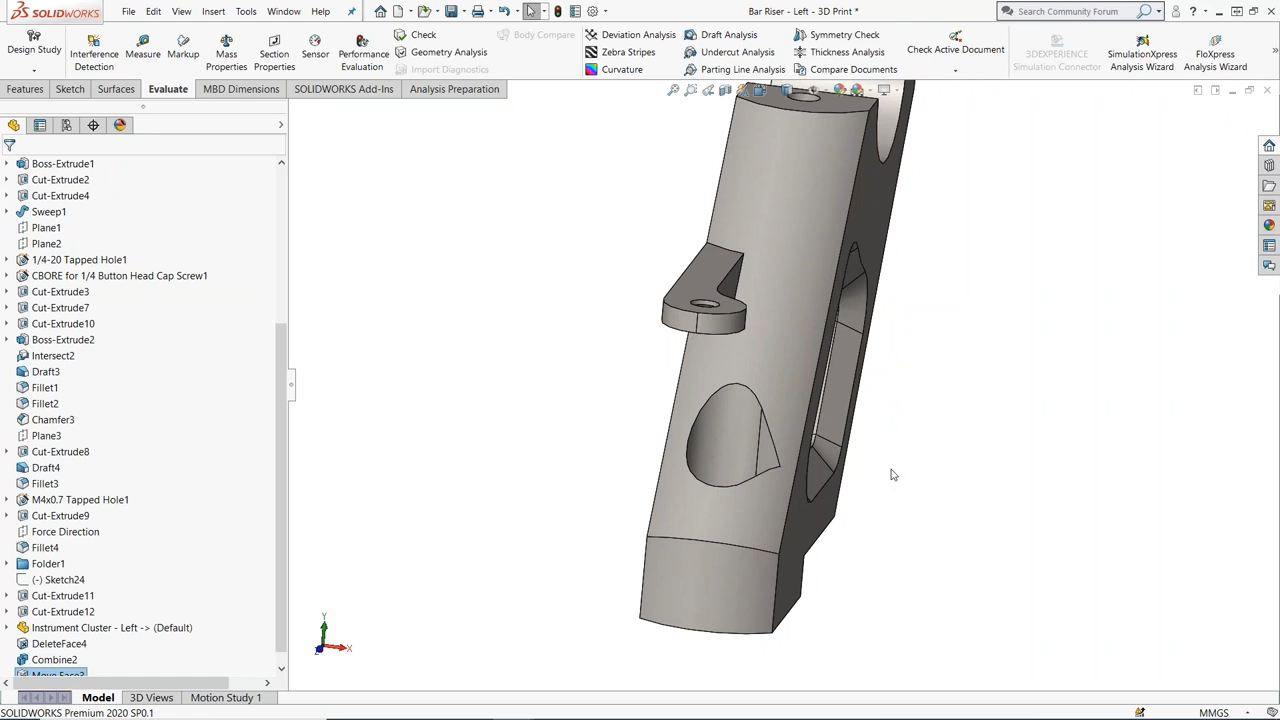 SOLIDWORKS
File Edit View Insert Tools Window Help
Bar Riser - Left - 3D Print *
Search Community Forum
Design Study
Interference Detection
Measure
Markup
Mass Properties
Section Properties
Sensor
Performance Evaluation
Check
Geometry Analysis
Import Diagnostics
Body Compare
Deviation Analysis
Zebra Stripes
Curvature
Draft Analysis
Undercut Analysis
Parting Line Analysis
Symmetry Check
Thickness Analysis
Compare Documents
Check Active Document
3DEXPERIENCE Simulation Connector
SimulationXpress Analysis Wizard
FloXpress Analysis Wizard
Features Sketch Surfaces Evaluate MBD Dimensions SOLIDWORKS Add-Ins Analysis Preparation
Boss-Extrude1
Cut-Extrude2
Cut-Extrude4
Sweep1
Plane1
Plane2
1/4-20 Tapped Hole1
CBORE for 1/4 Button Head Cap Screw1
Cut-Extrude3
Cut-Extrude7
Cut-Extrude10
Boss-Extrude2
Intersect2
Draft3
Fillet1
Fillet2
Chamfer3
Plane3
Cut-Extrude8
Draft4
Fillet3
M4x0.7 Tapped Hole1
Cut-Extrude9
Force Direction
Fillet4
Folder1
(-) Sketch24
Cut-Extrude11
Cut-Extrude12
Instrument Cluster - Left -> (Default)
DeleteFace4
Combine2
Y
X
Z
Model 3D Views Motion Study 1
SOLIDWORKS Premium 2020 SP0.1
MMGS